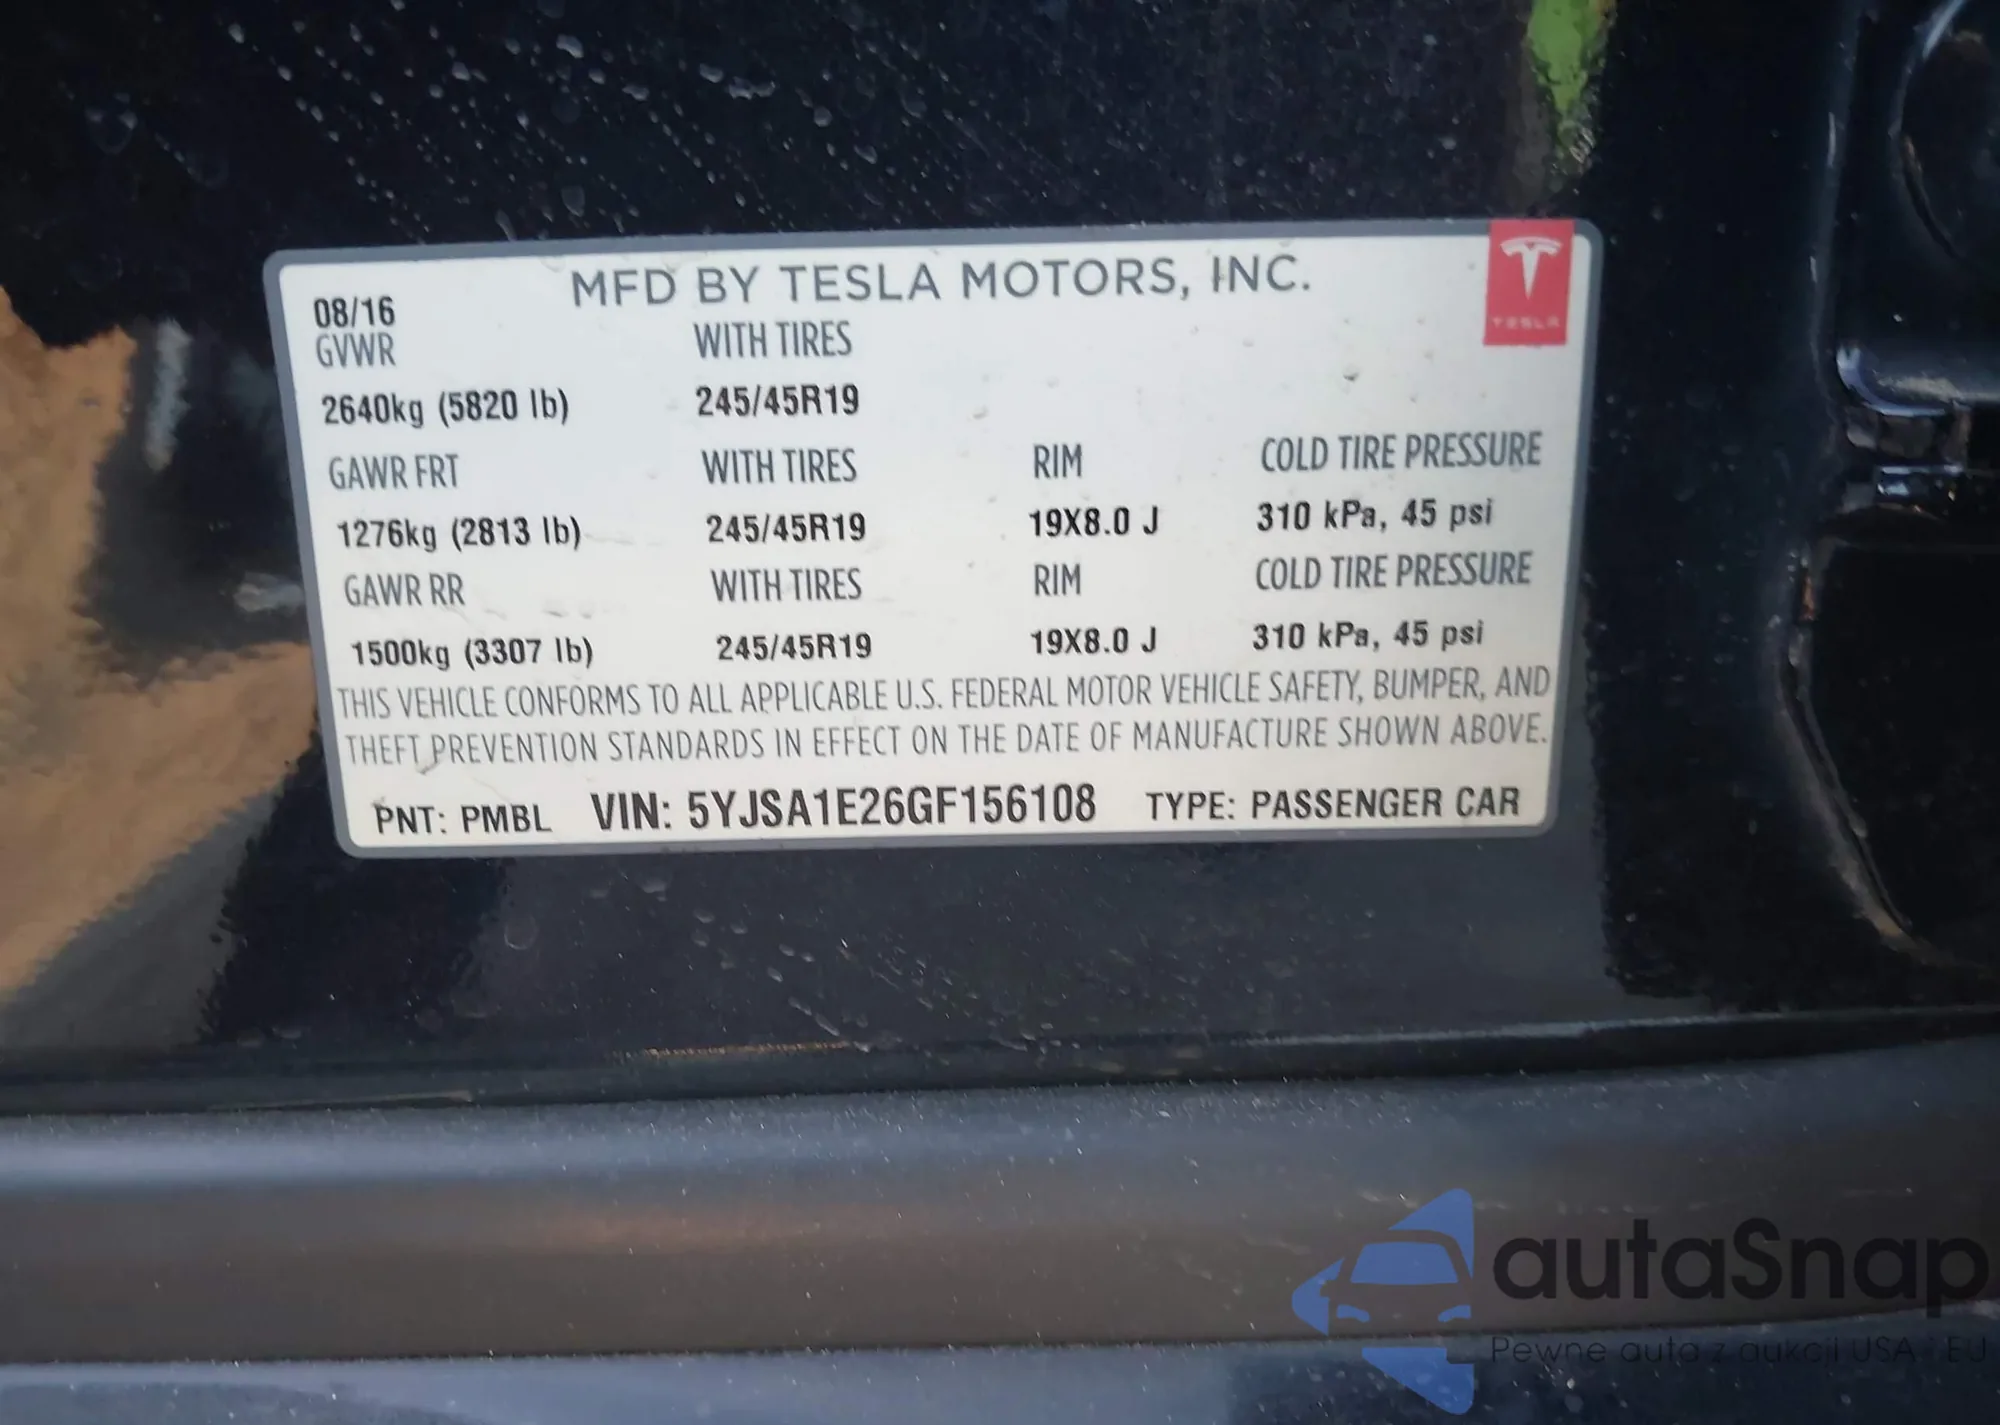 MFD BY TESLA MOTORS, INC.
TESLA
08/16
GVWR WITH TIRES
2640kg (5820 lb) 245/45R19
GAWR FRT WITH TIRES RIM COLD TIRE PRESSURE
1276kg (2813 lb) 245/45R19 19X8.0 J 310 kPa, 45 psi
GAWR RR WITH TIRES RIM COLD TIRE PRESSURE
1500kg (3307 lb) 245/45R19 19X8.0 J 310 kPa, 45 psi
THIS VEHICLE CONFORMS TO ALL APPLICABLE U.S. FEDERAL MOTOR VEHICLE SAFETY, BUMPER, AND
THEFT PREVENTION STANDARDS IN EFFECT ON THE DATE OF MANUFACTURE SHOWN ABOVE.
PNT: PMBL VIN: 5YJSA1E26GF156108 TYPE: PASSENGER CAR
autaSnap
Pewne auta z aukcji USA i EU